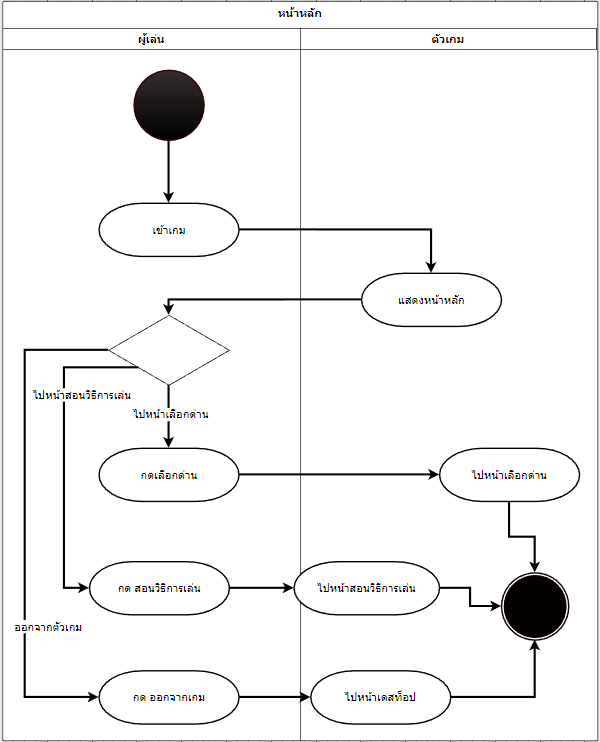 หน้าหลัก
ผู้เล่น
ตัวเกม
เข้าเกม
แสดงหน้าหลัก
ไปหน้าสอนวิธีการเล่น
ไปหน้าเลือกด่าน
กดเลือกด่าน
ไปหน้าเลือกด่าน
กด สอนวิธีการเล่น
ไปหน้าสอนวิธีการเล่น
ออกจากตัวเกม
กด ออกจากเกม
ไปหน้าเดสท็อป